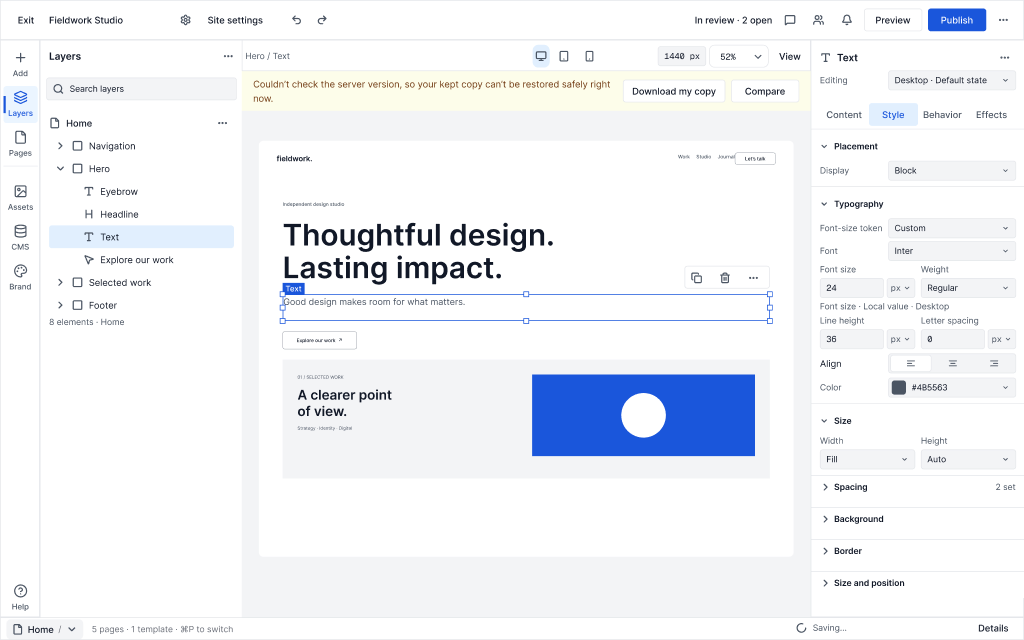 Exit Fieldwork Studio Site settings In review · 2 open Preview Publish
Add
Layers
Pages
Assets
CMS
Brand
Help
Layers
Search layers
Home
Navigation
Hero
Eyebrow
Headline
Text
Explore our work
Selected work
Footer
8 elements · Home
Hero / Text 1440 px 52% View
Couldn’t check the server version, so your kept copy can’t be restored safely right
now.
Download my copy Compare
fieldwork. Work Studio Journal Let's talk
Independent design studio
Thoughtful design.
Lasting impact.
Text
Good design makes room for what matters.
Explore our work ↗
01 / SELECTED WORK
A clearer point
of view.
Strategy · Identity · Digital
Text
Editing Desktop · Default state
Content Style Behavior Effects
Placement
Display Block
Typography
Font-size token Custom
Font Inter
Font size Weight
24 px Regular
Font size · Local value · Desktop
Line height Letter spacing
36 px 0 px
Align
Color #4B5563
Size
Width Height
Fill Auto
Spacing 2 set
Background
Border
Size and position
Home / 5 pages · 1 template · ⌘P to switch Saving... Details